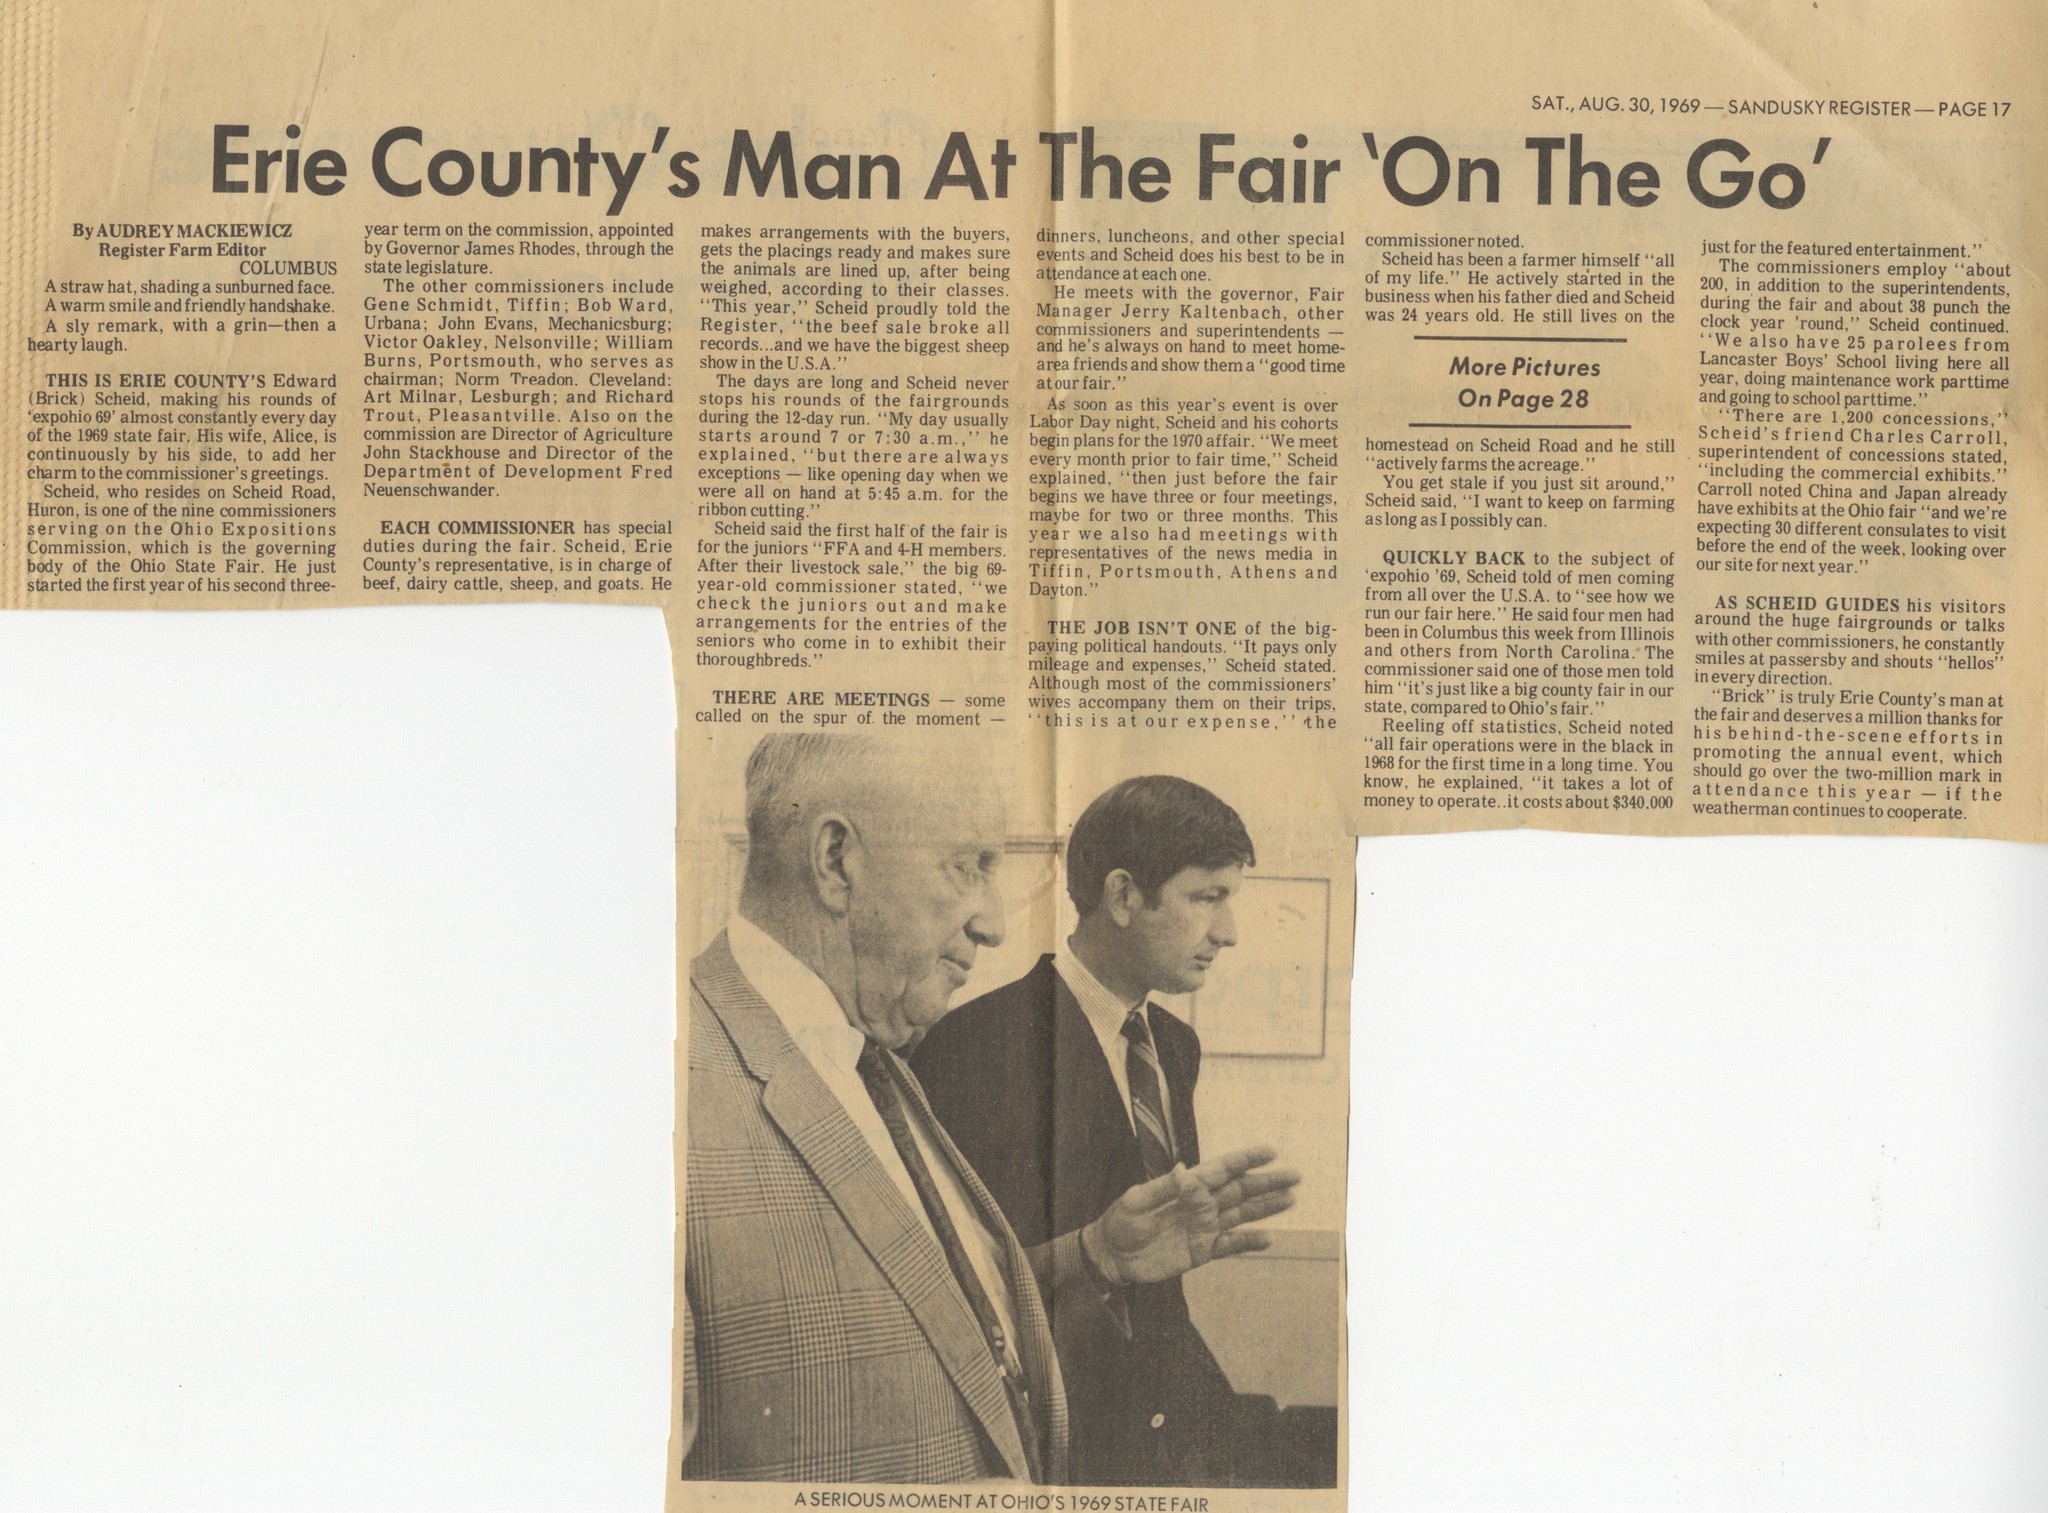 SAT., AUG. 30, 1969 — SANDUSKY REGISTER — PAGE 17
Erie County's Man At The Fair 'On The Go'
By AUDREY MACKIEWICZ
Register Farm Editor
COLUMBUS
A straw hat, shading a sunburned face.
A warm smile and friendly handshake.
A sly remark, with a grin—then a
hearty laugh.
THIS IS ERIE COUNTY'S Edward
(Brick) Scheid, making his rounds of
'expohio 69' almost constantly every day
of the 1969 state fair. His wife, Alice, is
continuously by his side, to add her
charm to the commissioner's greetings.
Scheid, who resides on Scheid Road,
Huron, is one of the nine commissioners
serving on the Ohio Expositions
Commission, which is the governing
body of the Ohio State Fair. He just
started the first year of his second three-
year term on the commission, appointed
by Governor James Rhodes, through the
state legislature.
The other commissioners include
Gene Schmidt, Tiffin; Bob Ward,
Urbana; John Evans, Mechanicsburg;
Victor Oakley, Nelsonville; William
Burns, Portsmouth, who serves as
chairman; Norm Treadon. Cleveland:
Art Milnar, Lesburgh; and Richard
Trout, Pleasantville. Also on the
commission are Director of Agriculture
John Stackhouse and Director of the
Department of Development Fred
Neuenschwander.
EACH COMMISSIONER has special
duties during the fair. Scheid, Erie
County's representative, is in charge of
beef, dairy cattle, sheep, and goats. He
makes arrangements with the buyers,
gets the placings ready and makes sure
the animals are lined up, after being
weighed, according to their classes.
"This year," Scheid proudly told the
Register, "the beef sale broke all
records...and we have the biggest sheep
show in the U.S.A."
The days are long and Scheid never
stops his rounds of the fairgrounds
during the 12-day run. "My day usually
starts around 7 or 7:30 a.m.," he
explained, "but there are always
exceptions — like opening day when we
were all on hand at 5:45 a.m. for the
ribbon cutting."
Scheid said the first half of the fair is
for the juniors "FFA and 4-H members.
After their livestock sale," the big 69-
year-old commissioner stated, "we
check the juniors out and make
arrangements for the entries of the
seniors who come in to exhibit their
thoroughbreds."
THERE ARE MEETINGS — some
called on the spur of the moment —
dinners, luncheons, and other special
events and Scheid does his best to be in
attendance at each one.
He meets with the governor, Fair
Manager Jerry Kaltenbach, other
commissioners and superintendents —
and he's always on hand to meet home-
area friends and show them a "good time
at our fair."
As soon as this year's event is over
Labor Day night, Scheid and his cohorts
begin plans for the 1970 affair. "We meet
every month prior to fair time," Scheid
explained, "then just before the fair
begins we have three or four meetings,
maybe for two or three months. This
year we also had meetings with
representatives of the news media in
Tiffin, Portsmouth, Athens and
Dayton."
THE JOB ISN'T ONE of the big-
paying political handouts. "It pays only
mileage and expenses," Scheid stated.
Although most of the commissioners'
wives accompany them on their trips,
"this is at our expense," the
commissioner noted.
Scheid has been a farmer himself "all
of my life." He actively started in the
business when his father died and Scheid
was 24 years old. He still lives on the
More Pictures
On Page 28
homestead on Scheid Road and he still
"actively farms the acreage."
You get stale if you just sit around,"
Scheid said, "I want to keep on farming
as long as I possibly can.
QUICKLY BACK to the subject of
'expohio '69, Scheid told of men coming
from all over the U.S.A. to "see how we
run our fair here." He said four men had
been in Columbus this week from Illinois
and others from North Carolina. The
commissioner said one of those men told
him "it's just like a big county fair in our
state, compared to Ohio's fair."
Reeling off statistics, Scheid noted
"all fair operations were in the black in
1968 for the first time in a long time. You
know, he explained, "it takes a lot of
money to operate..it costs about $340.000
just for the featured entertainment."
The commissioners employ "about
200, in addition to the superintendents,
during the fair and about 38 punch the
clock year 'round," Scheid continued.
"We also have 25 parolees from
Lancaster Boys' School living here all
year, doing maintenance work parttime
and going to school parttime."
"There are 1,200 concessions,"
Scheid's friend Charles Carroll,
superintendent of concessions stated,
"including the commercial exhibits."
Carroll noted China and Japan already
have exhibits at the Ohio fair "and we're
expecting 30 different consulates to visit
before the end of the week, looking over
our site for next year."
AS SCHEID GUIDES his visitors
around the huge fairgrounds or talks
with other commissioners, he constantly
smiles at passersby and shouts "hellos"
in every direction.
"Brick" is truly Erie County's man at
the fair and deserves a million thanks for
his behind-the-scene efforts in
promoting the annual event, which
should go over the two-million mark in
attendance this year — if the
weatherman continues to cooperate.
A SERIOUS MOMENT AT OHIO'S 1969 STATE FAIR